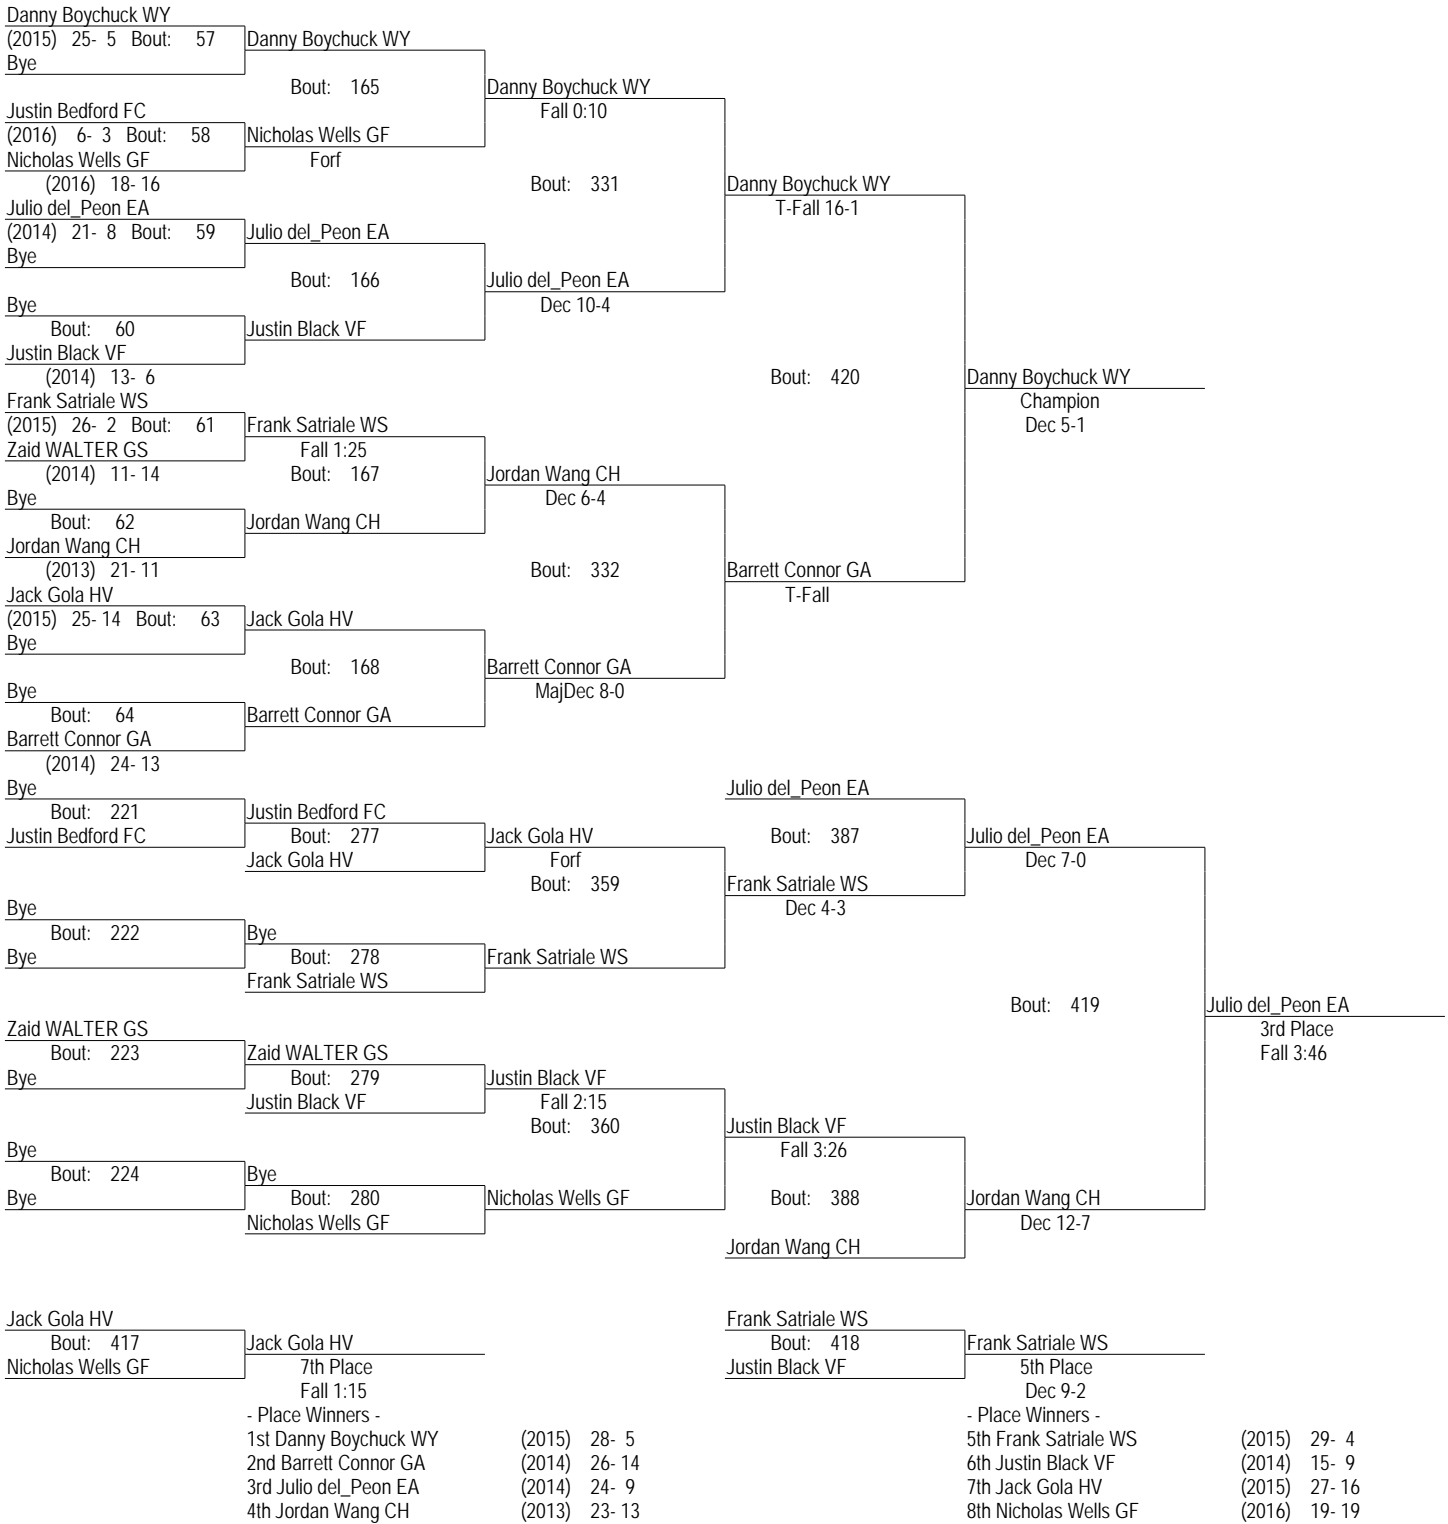 Danny Boychuck WY
(2015) 25- 5 Bout: 57 Danny Boychuck WY
Bye
Bout: 165 Danny Boychuck WY
Justin Bedford FC Fall 0:10
(2016) 6- 3 Bout: 58 Nicholas Wells GF
Nicholas Wells GF Forf
(2016) 18- 16 Bout: 331 Danny Boychuck WY
Julio del_Peon EA T-Fall 16-1
(2014) 21- 8 Bout: 59 Julio del_Peon EA
Bye
Bout: 166 Julio del_Peon EA
Bye Dec 10-4
Bout: 60 Justin Black VF
Justin Black VF
(2014) 13- 6 Bout: 420 Danny Boychuck WY
Frank Satriale WS Champion
(2015) 26- 2 Bout: 61 Frank Satriale WS Dec 5-1
Zaid WALTER GS Fall 1:25
(2014) 11- 14 Bout: 167 Jordan Wang CH
Bye Dec 6-4
Bout: 62 Jordan Wang CH
Jordan Wang CH
(2013) 21- 11 Bout: 332 Barrett Connor GA
Jack Gola HV T-Fall
(2015) 25- 14 Bout: 63 Jack Gola HV
Bye
Bout: 168 Barrett Connor GA
Bye MajDec 8-0
Bout: 64 Barrett Connor GA
Barrett Connor GA
(2014) 24- 13
Bye Julio del_Peon EA
Bout: 221 Justin Bedford FC
Justin Bedford FC Bout: 277 Jack Gola HV Bout: 387 Julio del_Peon EA
Jack Gola HV Forf Dec 7-0
Bout: 359 Frank Satriale WS
Bye Dec 4-3
Bout: 222 Bye
Bye Bout: 278 Frank Satriale WS
Frank Satriale WS
Bout: 419 Julio del_Peon EA
Zaid WALTER GS 3rd Place
Bout: 223 Zaid WALTER GS Fall 3:46
Bye Bout: 279 Justin Black VF
Justin Black VF Fall 2:15
Bout: 360 Justin Black VF
Bye Fall 3:26
Bout: 224 Bye
Bye Bout: 280 Nicholas Wells GF Bout: 388 Jordan Wang CH
Nicholas Wells GF Dec 12-7
Jordan Wang CH
Jack Gola HV Frank Satriale WS
Bout: 417 Jack Gola HV Bout: 418 Frank Satriale WS
Nicholas Wells GF 7th Place Justin Black VF 5th Place
Fall 1:15 Dec 9-2
- Place Winners - - Place Winners -
1st Danny Boychuck WY (2015) 28- 5 5th Frank Satriale WS (2015) 29- 4
2nd Barrett Connor GA (2014) 26- 14 6th Justin Black VF (2014) 15- 9
3rd Julio del_Peon EA (2014) 24- 9 7th Jack Gola HV (2015) 27- 16
4th Jordan Wang CH (2013) 23- 13 8th Nicholas Wells GF (2016) 19- 19